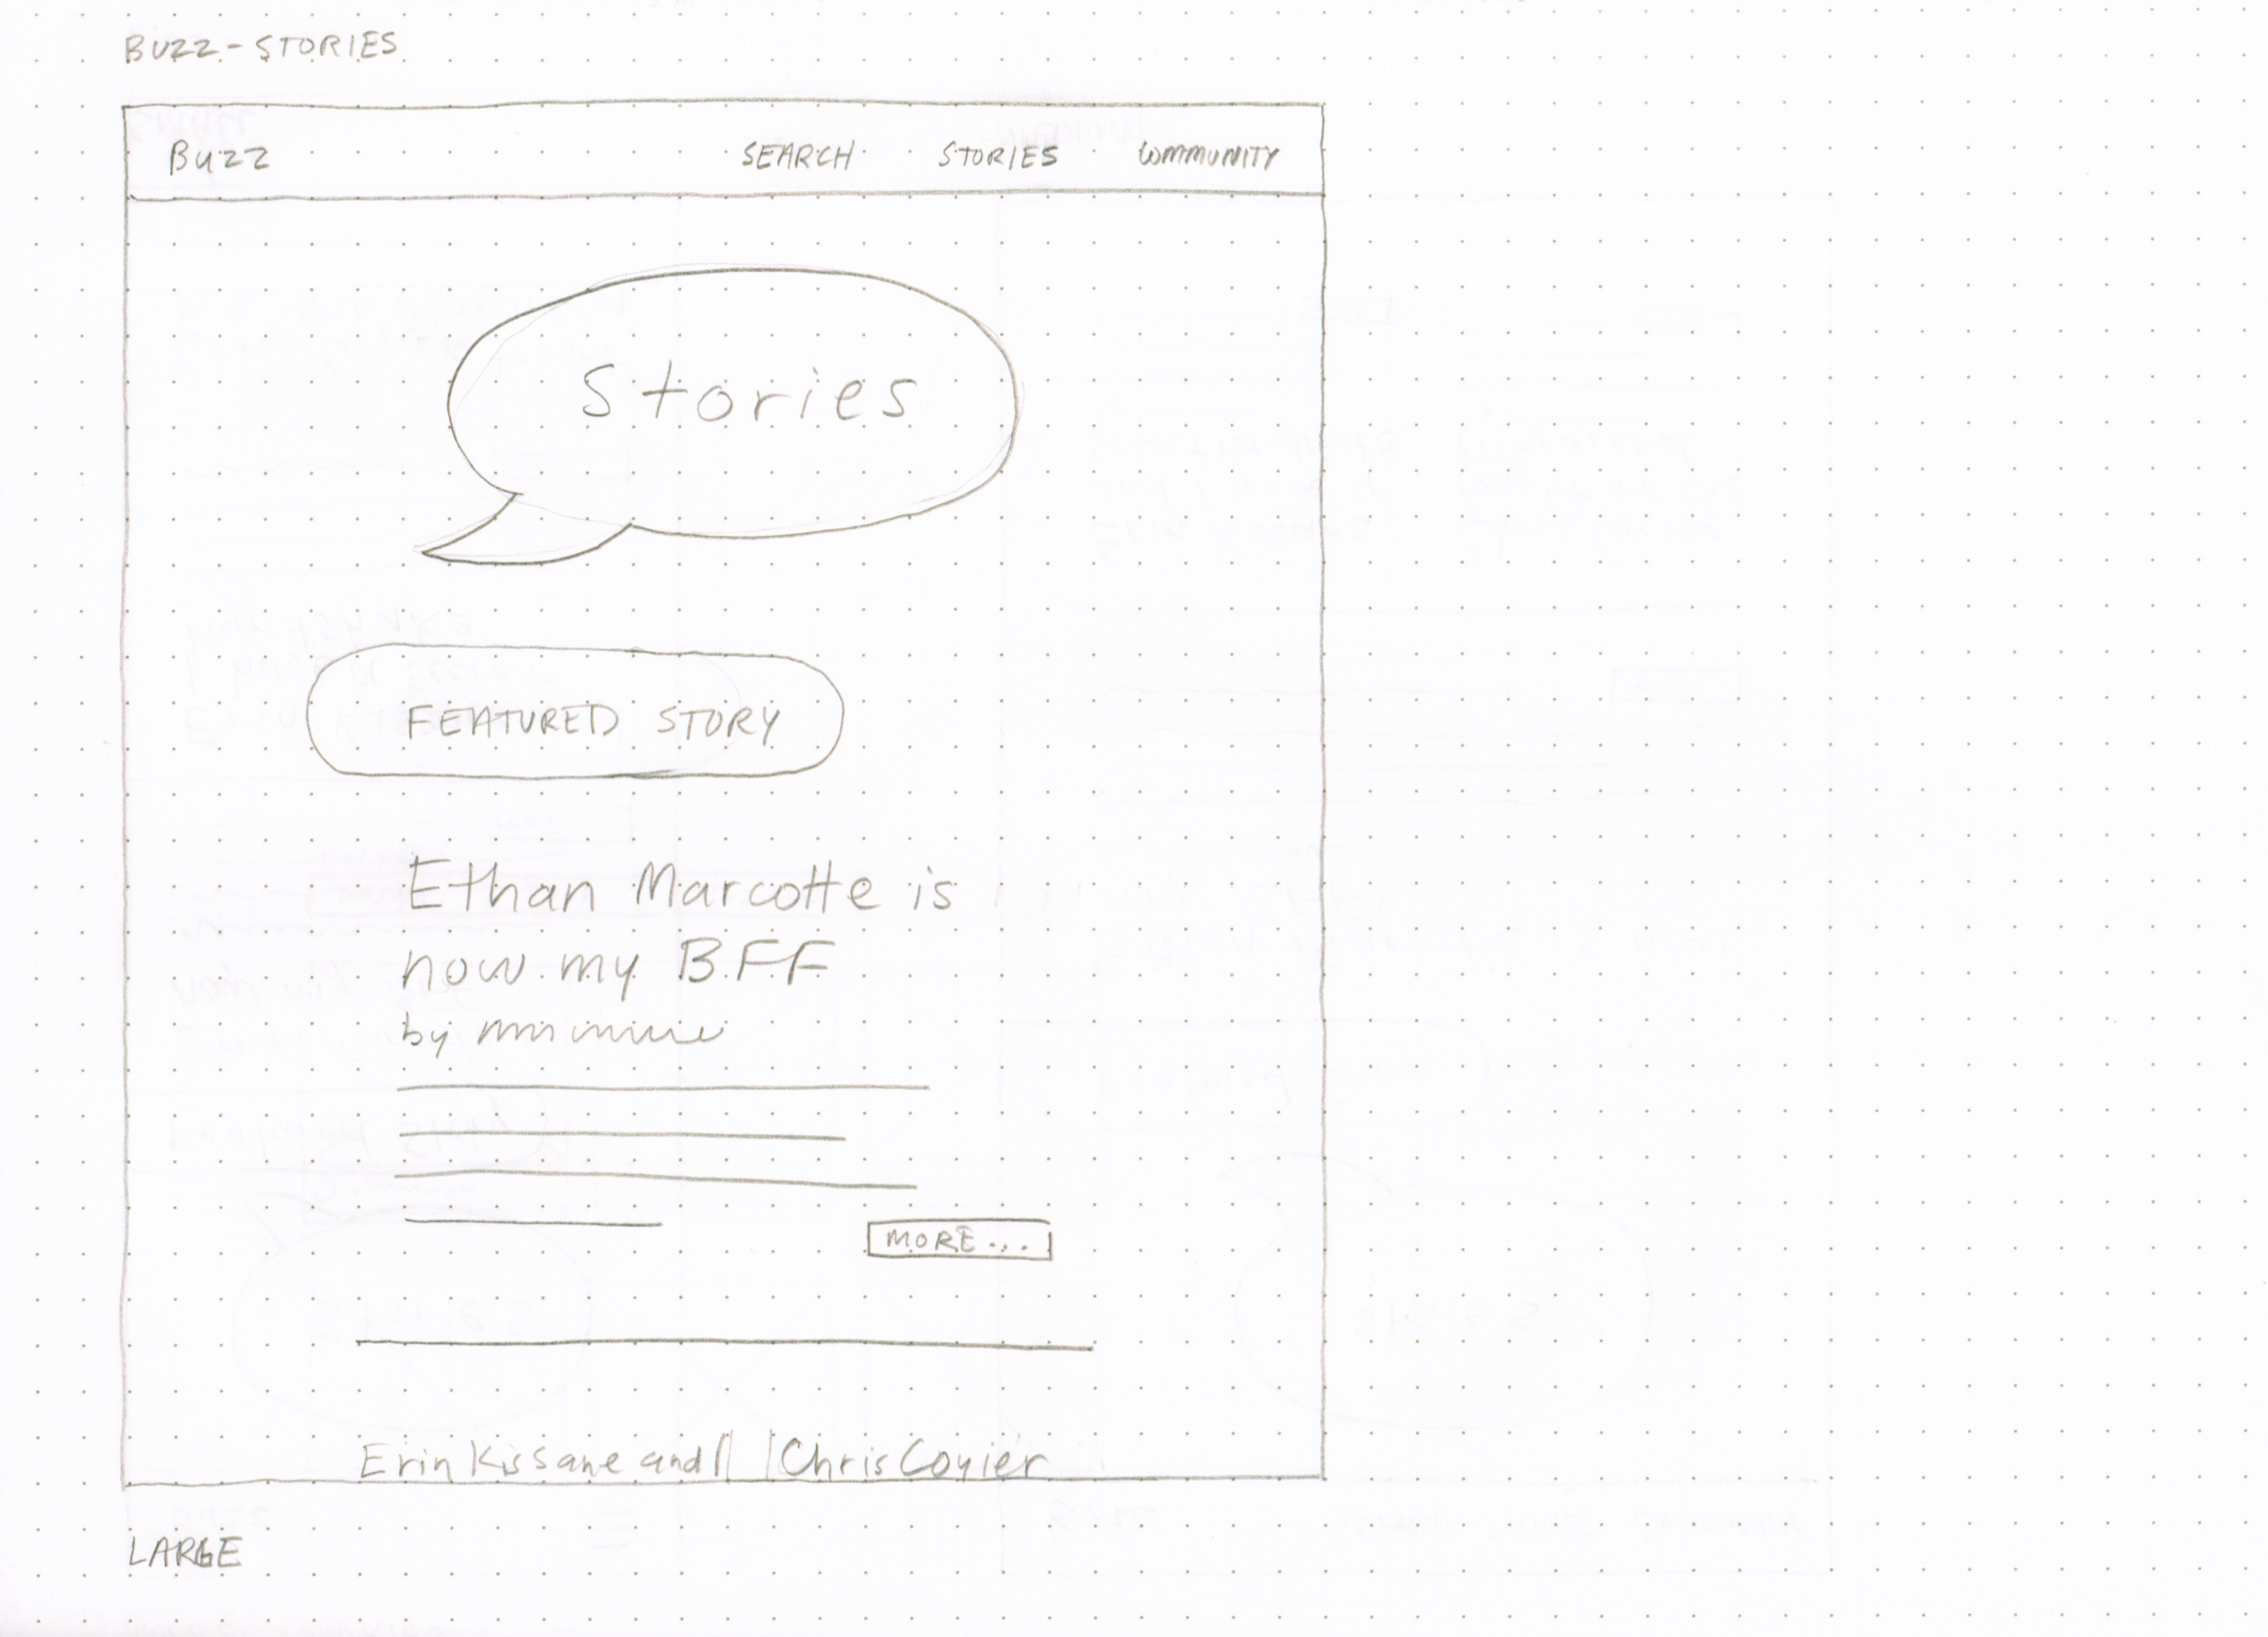 BUZZ - STORIES
Buzz SEARCH STORIES COMMUNITY
Stories
FEATURED STORY
Ethan Marcotte is
now my BFF
by
MORE...
Erin Kissane and Chris Coyier
LARGE